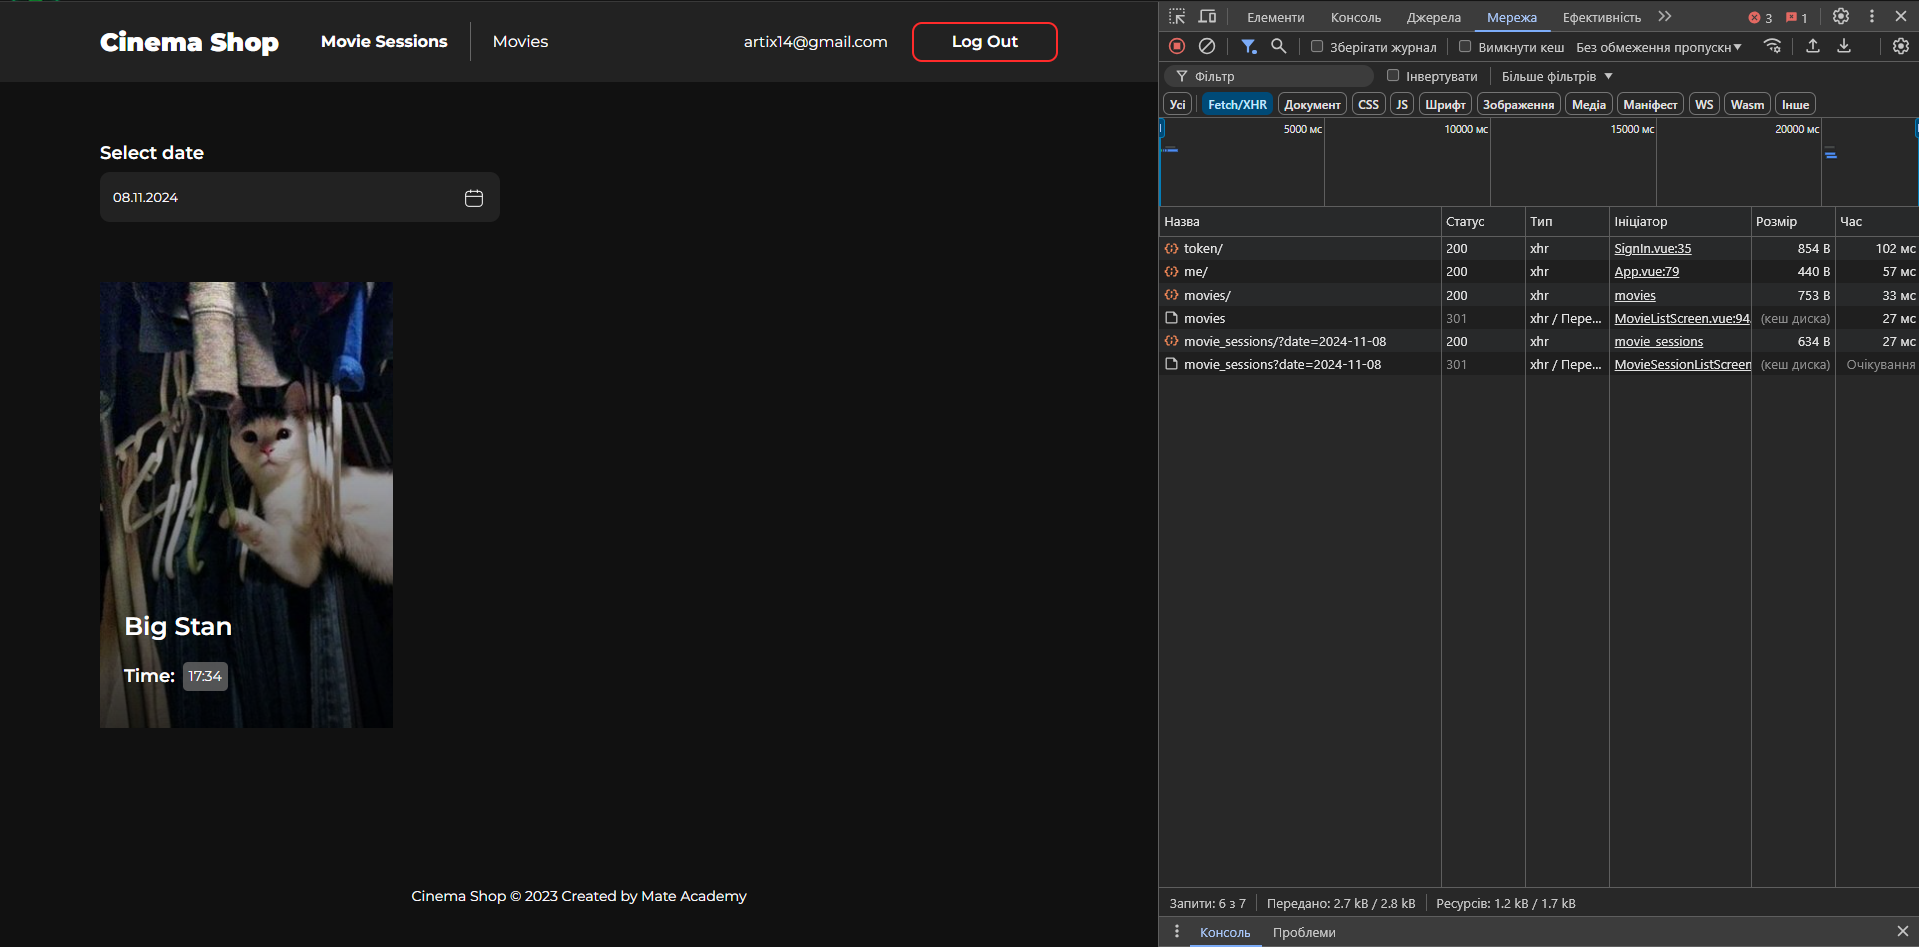 Cinema Shop Movie Sessions Movies artix14@gmail.com Log Out
Select date
08.11.2024
Big Stan
Time: 17:34
Cinema Shop © 2023 Created by Mate Academy
Елементи Консоль Джерела Мережа Ефективність 3 1
Зберігати журнал Вимкнути кеш Без обмеження пропускн
Фільтр Інвертувати Більше фільтрів
Усі Fetch/XHR Документ CSS JS Шрифт Зображення Медіа Маніфест WS Wasm Інше
5000 мс 10000 мс 15000 мс 20000 мс
Назва Статус Тип Ініціатор Розмір Час
token/ 200 xhr SignIn.vue:35 854 B 102 мс
me/ 200 xhr App.vue:79 440 B 57 мс
movies/ 200 xhr movies 753 B 33 мс
movies 301 xhr / Пере... MovieListScreen.vue:94 (кеш диска) 27 мс
movie_sessions/?date=2024-11-08 200 xhr movie_sessions 634 B 27 мс
movie_sessions?date=2024-11-08 301 xhr / Пере... MovieSessionListScreen (кеш диска) Очікування
Запити: 6 з 7 Передано: 2.7 kB / 2.8 kB Ресурсів: 1.2 kB / 1.7 kB
Консоль Проблеми